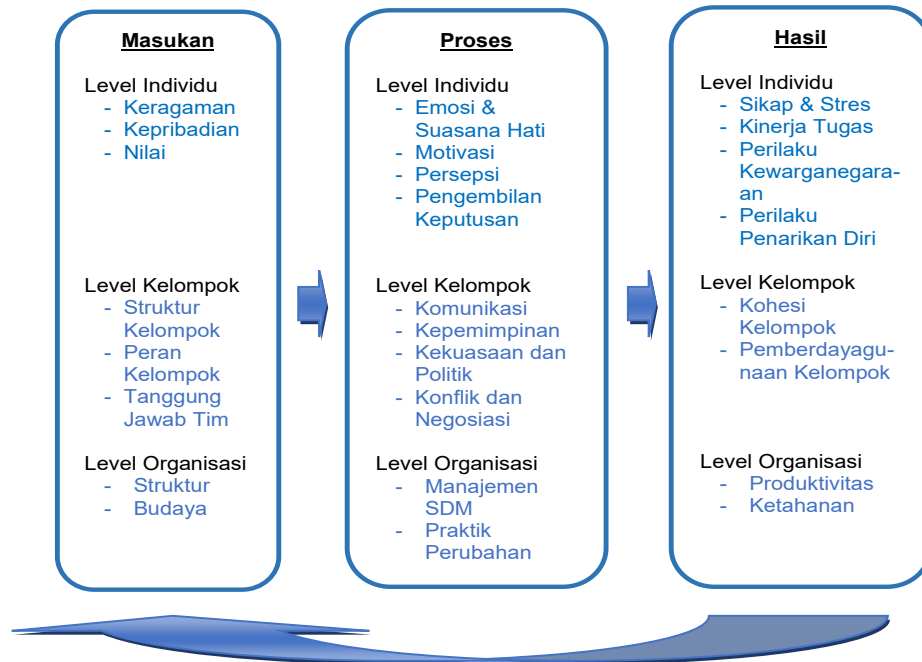 Masukan
Level Individu
- Keragaman
- Kepribadian
- Nilai
Level Kelompok
- Struktur
Kelompok
- Peran
Kelompok
- Tanggung
Jawab Tim
Level Organisasi
- Struktur
- Budaya
Proses
Level Individu
- Emosi &
Suasana Hati
- Motivasi
- Persepsi
- Pengembilan
Keputusan
Level Kelompok
- Komunikasi
- Kepemimpinan
- Kekuasaan dan
Politik
- Konflik dan
Negosiasi
Level Organisasi
- Manajemen
SDM
- Praktik
Perubahan
Hasil
Level Individu
- Sikap & Stres
- Kinerja Tugas
- Perilaku
Kewarganegara-
an
- Perilaku
Penarikan Diri
Level Kelompok
- Kohesi
Kelompok
- Pemberdayagu-
naan Kelompok
Level Organisasi
- Produktivitas
- Ketahanan